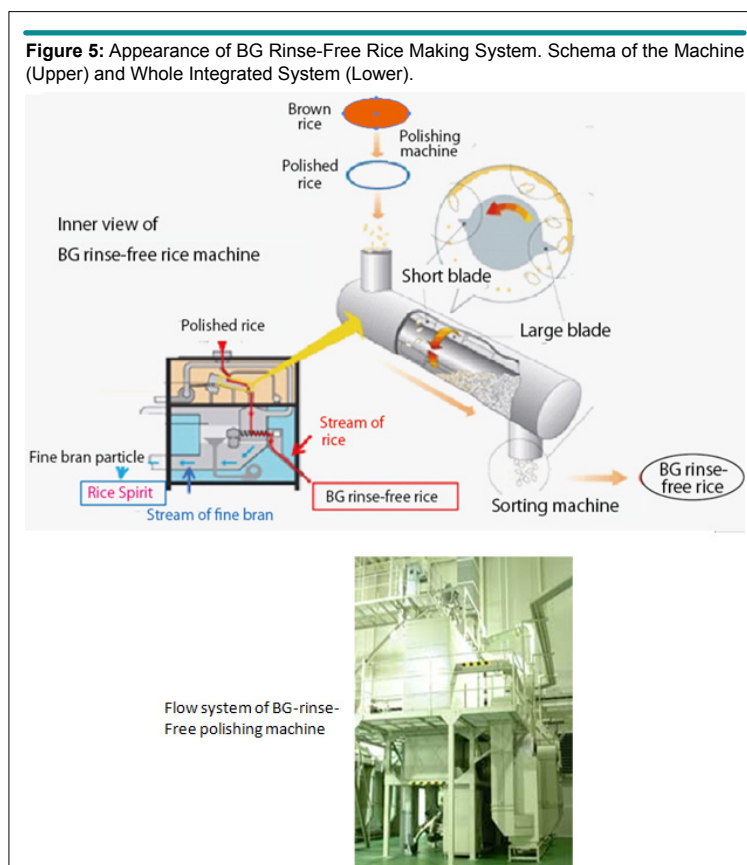 Figure 5: Appearance of BG Rinse-Free Rice Making System. Schema of the Machine
(Upper) and Whole Integrated System (Lower).
Brown
rice
Polishing
machine
Polished
rice
Inner view of
BG rinse-free rice machine
Short blade
Large blade
Polished rice
Stream of
rice
Fine bran particle
Rice Spirit
Stream of fine bran
BG rinse-free rice
Sorting machine
BG rinse-
free rice
Flow system of BG-rinse-
Free polishing machine